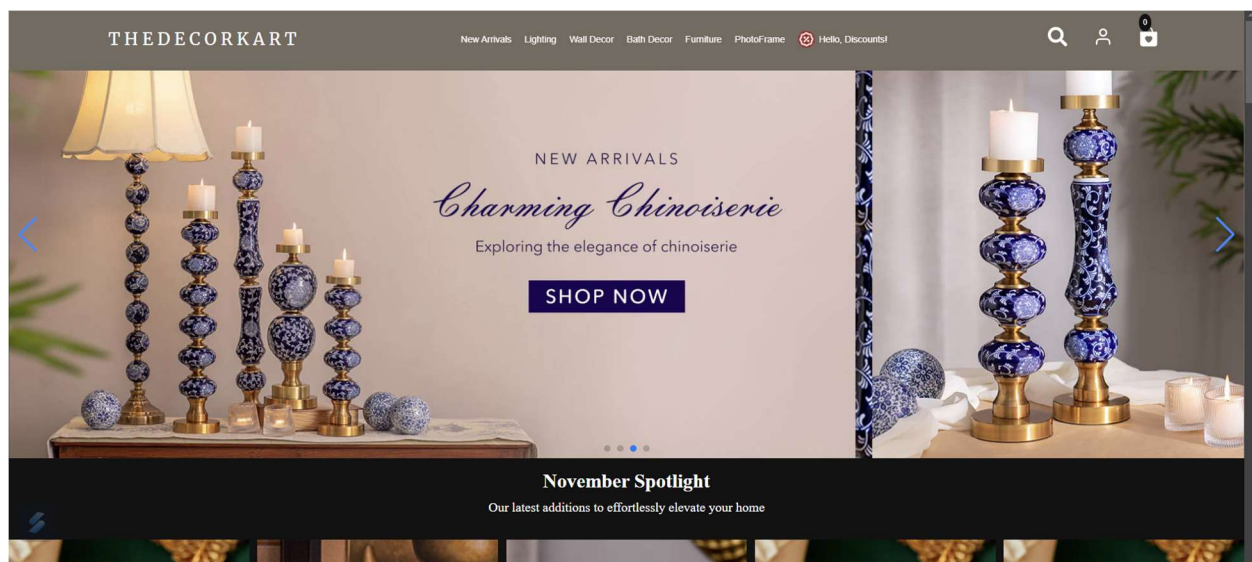 THEDECORKART
New Arrivals Lighting Wall Decor Bath Decor Furniture PhotoFrame Hello, Discounts!
0
NEW ARRIVALS
Charming Chinoiserie
Exploring the elegance of chinoiserie
SHOP NOW
November Spotlight
Our latest additions to effortlessly elevate your home